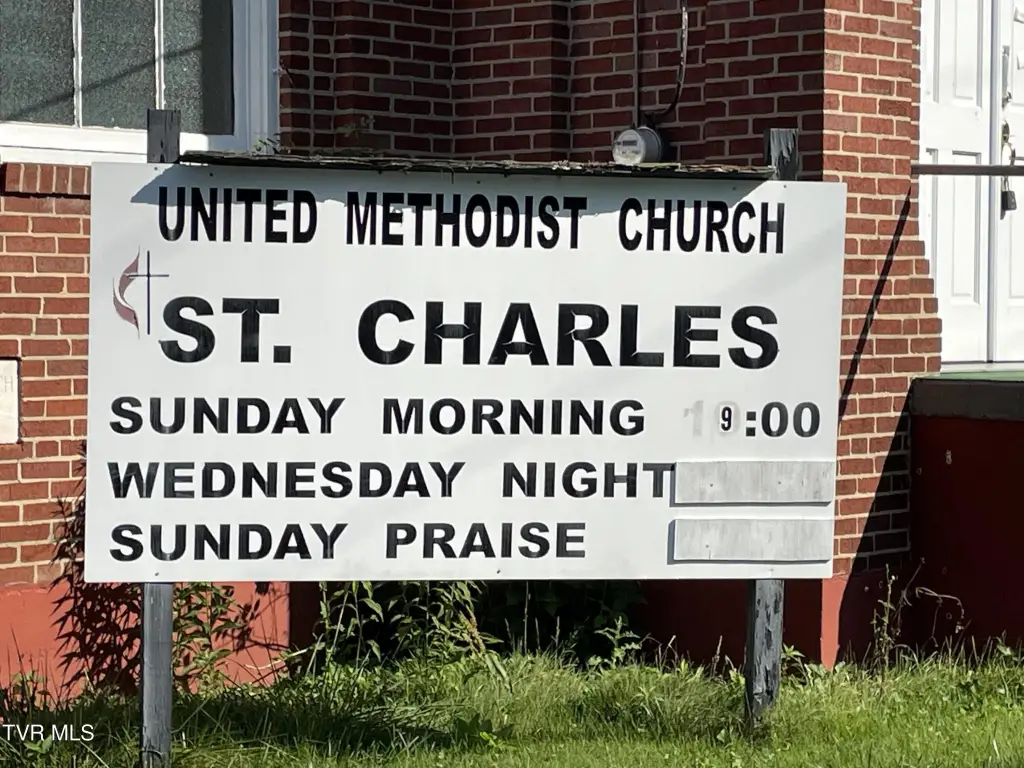 UNITED METHODIST CHURCH
ST. CHARLES
SUNDAY MORNING 9:00
WEDNESDAY NIGHT
SUNDAY PRAISE
TVR MLS